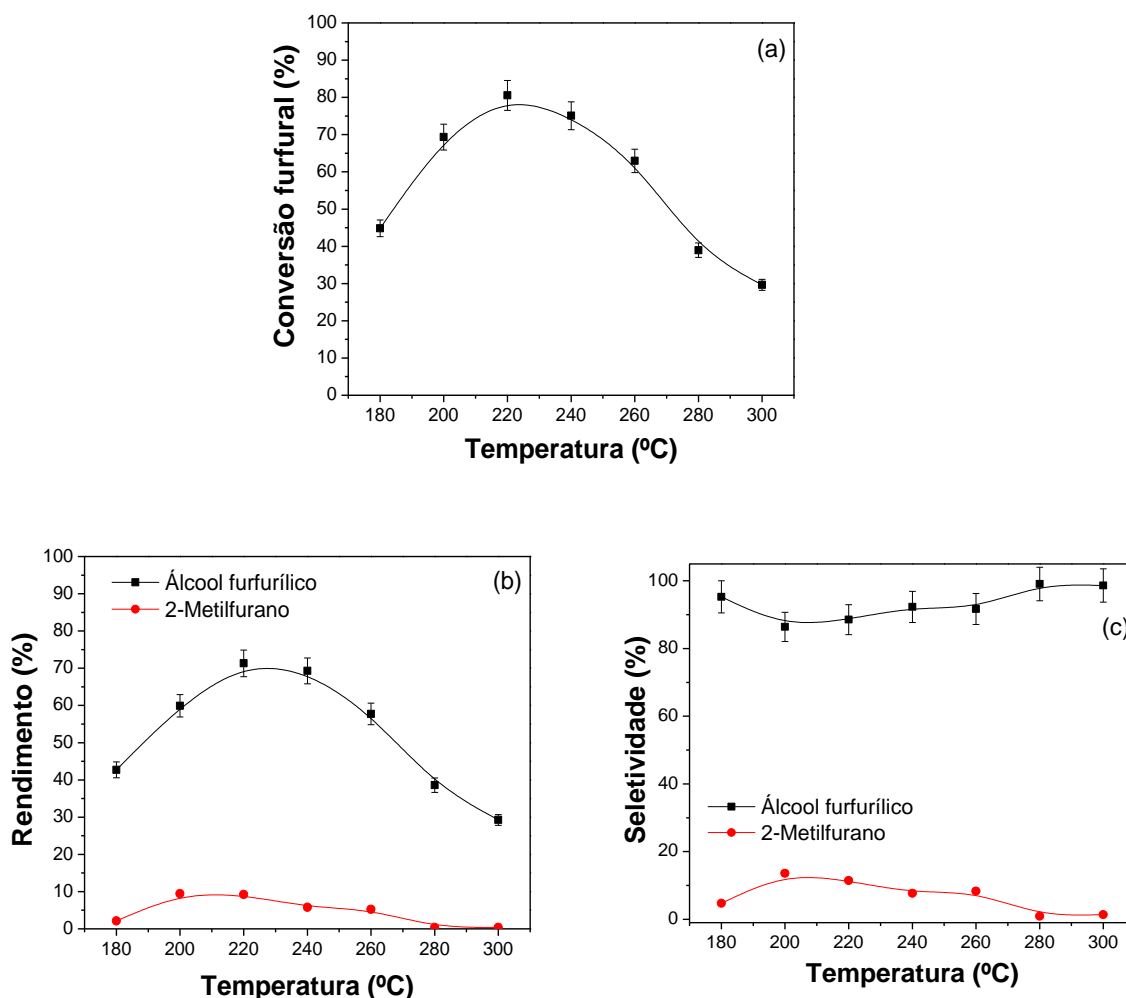 (a)
Conversão furfural (%)
100
90
80
70
60
50
40
30
20
10
0
180 200 220 240 260 280 300
Temperatura (ºC)
(b)
Álcool furfurílico
2-Metilfurano
Rendimento (%)
100
90
80
70
60
50
40
30
20
10
0
180 200 220 240 260 280 300
Temperatura (ºC)
(c)
Seletividade (%)
100
80
60
40
20
0
Álcool furfurílico
2-Metilfurano
180 200 220 240 260 280 300
Temperatura (ºC)